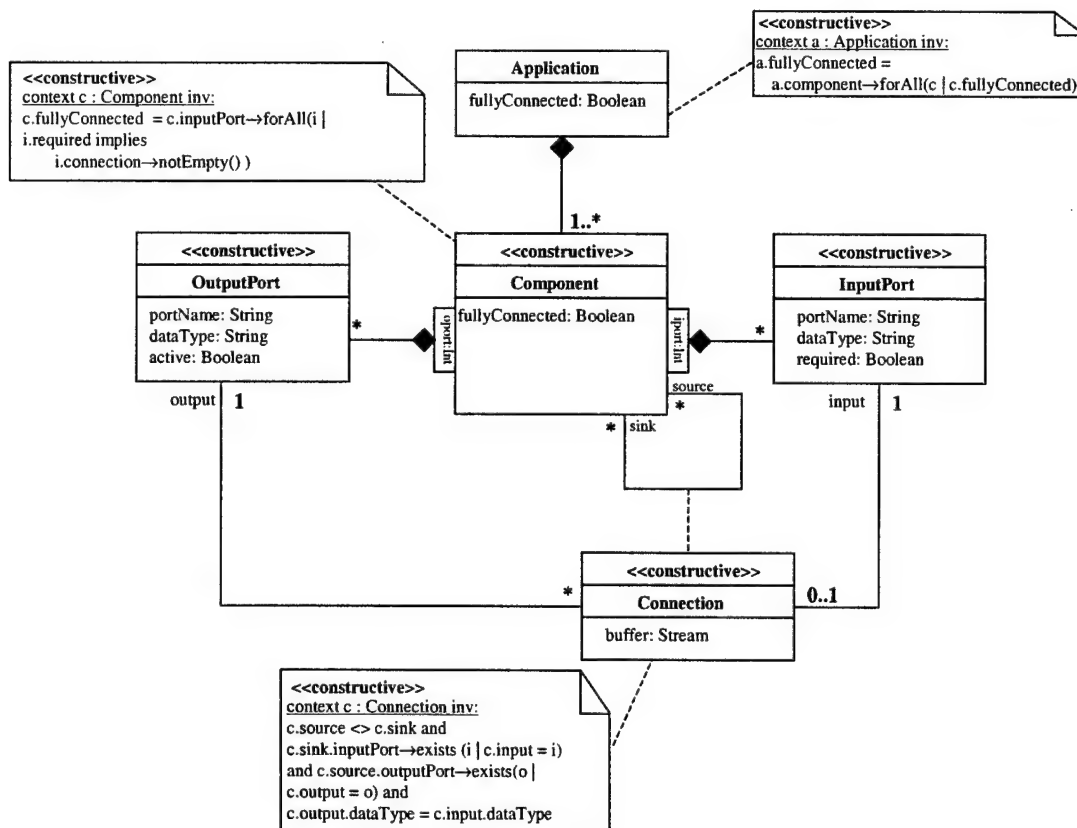 <<constructive>>
context a : Application inv:
a.fullyConnected =
a.component→forAll(c | c.fullyConnected)
<<constructive>>
context c : Component inv:
c.fullyConnected = c.inputPort→forAll(i |
i.required implies
i.connection→notEmpty() )
Application
fullyConnected: Boolean
1..*
<<constructive>>
OutputPort
portName: String
dataType: String
active: Boolean
*
oport:Int
<<constructive>>
Component
fullyConnected: Boolean
iport:Int
*
<<constructive>>
InputPort
portName: String
dataType: String
required: Boolean
source
*
* sink
output 1
input 1
*
<<constructive>>
Connection
buffer: Stream
0..1
<<constructive>>
context c : Connection inv:
c.source <> c.sink and
c.sink.inputPort→exists (i | c.input = i)
and c.source.outputPort→exists(o |
c.output = o) and
c.output.dataType = c.input.dataType